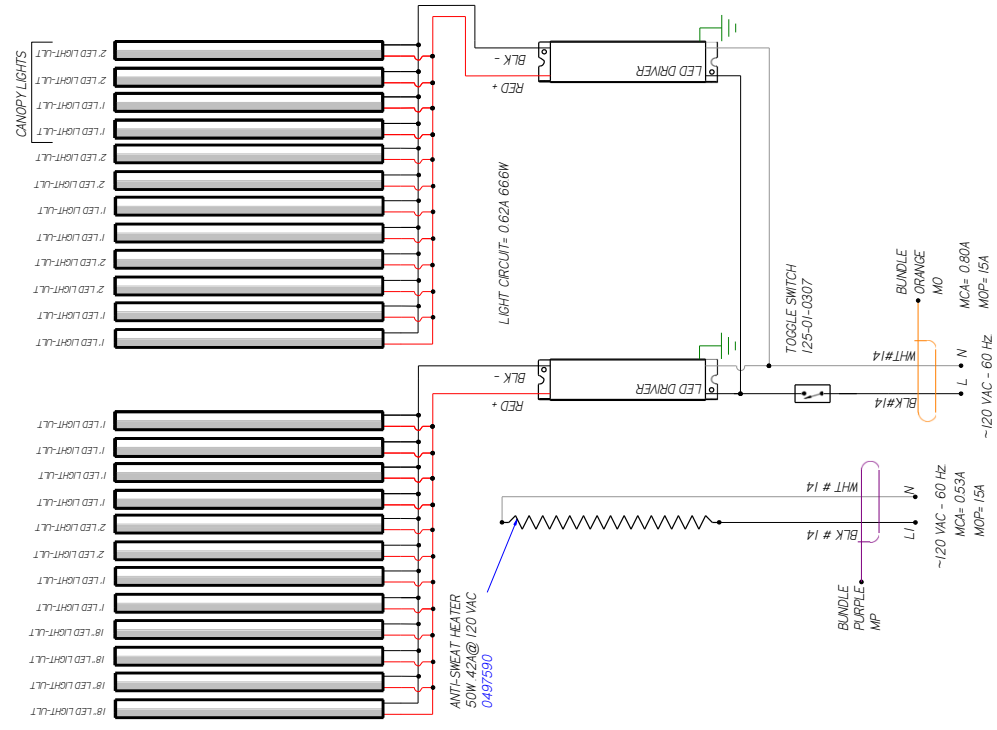 CANOPY LIGHTS
2' LED LIGHT-ULT
2' LED LIGHT-ULT
1' LED LIGHT-ULT
1' LED LIGHT-ULT
2' LED LIGHT-ULT
2' LED LIGHT-ULT
1' LED LIGHT-ULT
1' LED LIGHT-ULT
2' LED LIGHT-ULT
2' LED LIGHT-ULT
1' LED LIGHT-ULT
1' LED LIGHT-ULT
BLK -
RED +
LED DRIVER
LIGHT CIRCUIT= 0.62A 66.6W
TOGGLE SWITCH
125-01-0307
BUNDLE
ORANGE
MO
MCA= 0.80A
MOP= 15A
WHT#14
N
L
BLK#14
~120 VAC - 60 Hz
BLK -
RED +
LED DRIVER
1' LED LIGHT-ULT
1' LED LIGHT-ULT
1' LED LIGHT-ULT
1' LED LIGHT-ULT
2' LED LIGHT-ULT
2' LED LIGHT-ULT
1' LED LIGHT-ULT
1' LED LIGHT-ULT
18" LED LIGHT-ULT
18" LED LIGHT-ULT
18" LED LIGHT-ULT
18" LED LIGHT-ULT
ANTI-SWEAT HEATER
50W .42A@ 120 VAC
0497590
WHT # 14
N
BLK # 14
L1
~120 VAC - 60 Hz
MCA= 0.53A
MOP= 15A
BUNDLE
PURPLE
MP